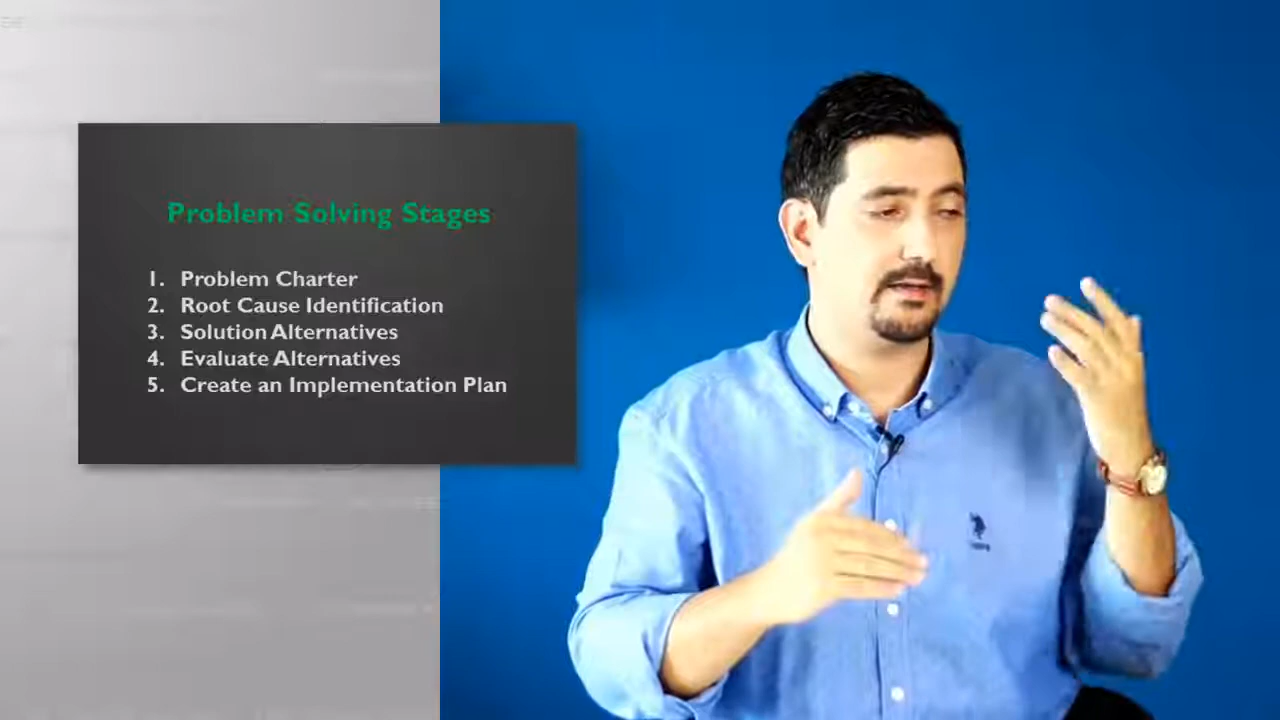 Problem Solving Stages
1. Problem Charter
2. Root Cause Identification
3. Solution Alternatives
4. Evaluate Alternatives
5. Create an Implementation Plan